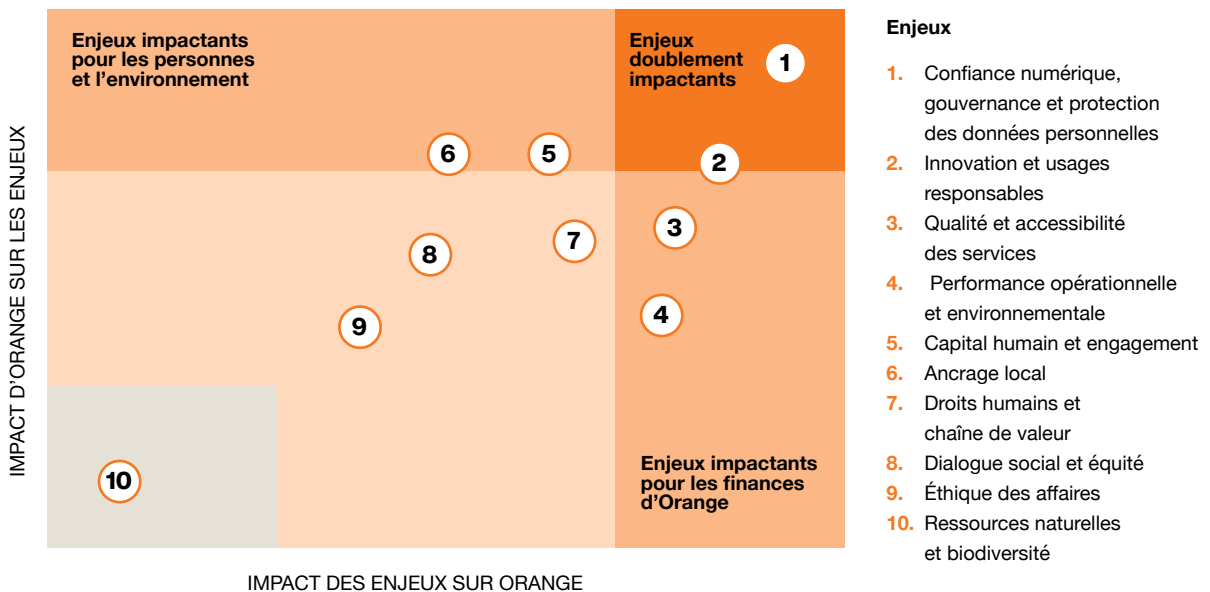 Enjeux impactants
pour les personnes
et l'environnement
Enjeux
doublement
impactants
1
6
5
2
3
7
8
4
9
10
Enjeux impactants
pour les finances
d'Orange
IMPACT D'ORANGE SUR LES ENJEUX
IMPACT DES ENJEUX SUR ORANGE
Enjeux
1. Confiance numérique,
gouvernance et protection
des données personnelles
2. Innovation et usages
responsables
3. Qualité et accessibilité
des services
4. Performance opérationnelle
et environnementale
5. Capital humain et engagement
6. Ancrage local
7. Droits humains et
chaîne de valeur
8. Dialogue social et équité
9. Éthique des affaires
10. Ressources naturelles
et biodiversité